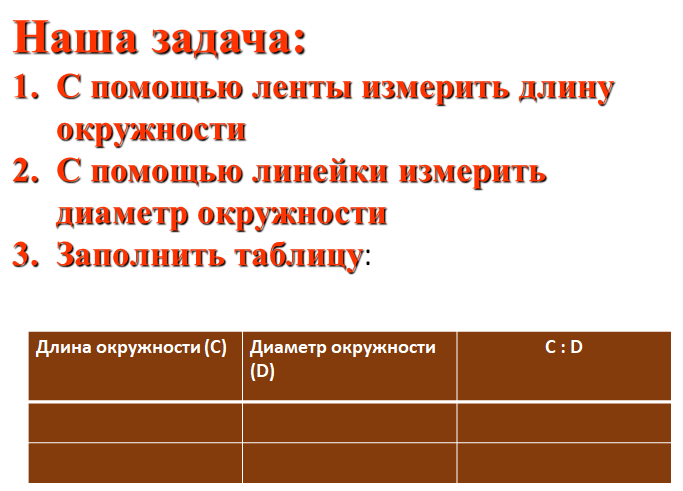 Наша задача:
1. С помощью ленты измерить длину
окружности
2. С помощью линейки измерить
диаметр окружности
3. Заполнить таблицу:
Длина окружности (C)
Диаметр окружности
(D)
C : D